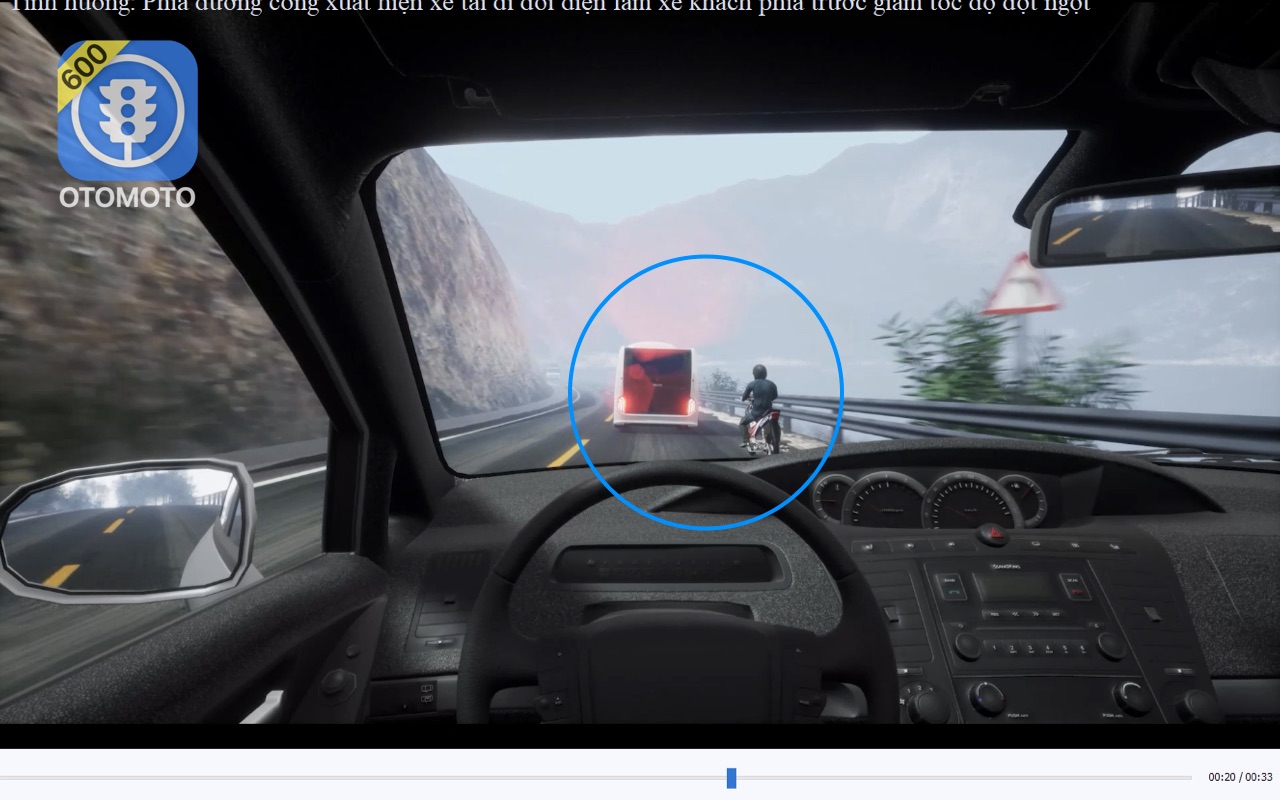 Tình huống: Phía đường cong xuất hiện xe tải đi đối diện làm xe khách phía trước giảm tốc độ đột ngột
600
OTOMOTO
00:20 / 00:33